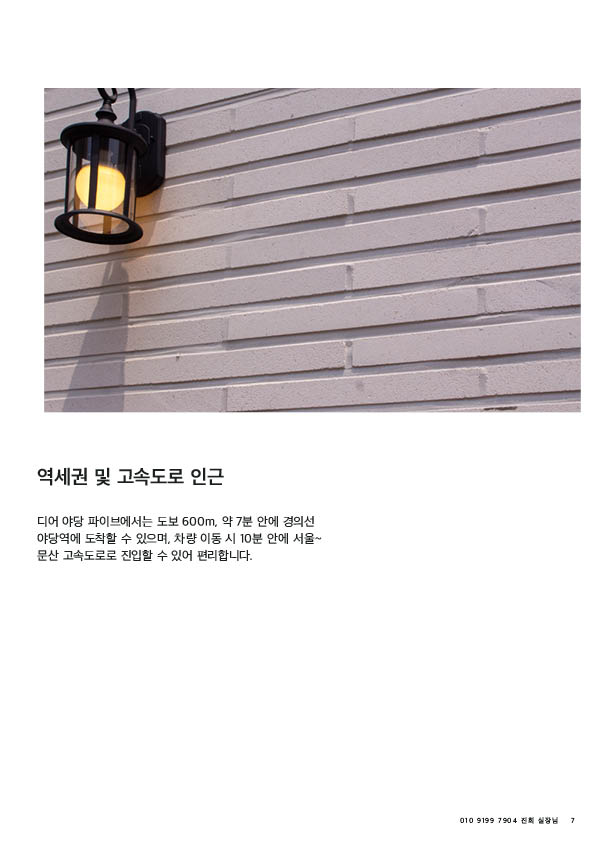 역세권 및 고속도로 인근
디어 야당 파이브에서는 도보 600m, 약 7분 안에 경의선
야당역에 도착할 수 있으며, 차량 이동 시 10분 안에 서울~
문산 고속도로로 진입할 수 있어 편리합니다.
010 9199 7904 진희 실장님 7